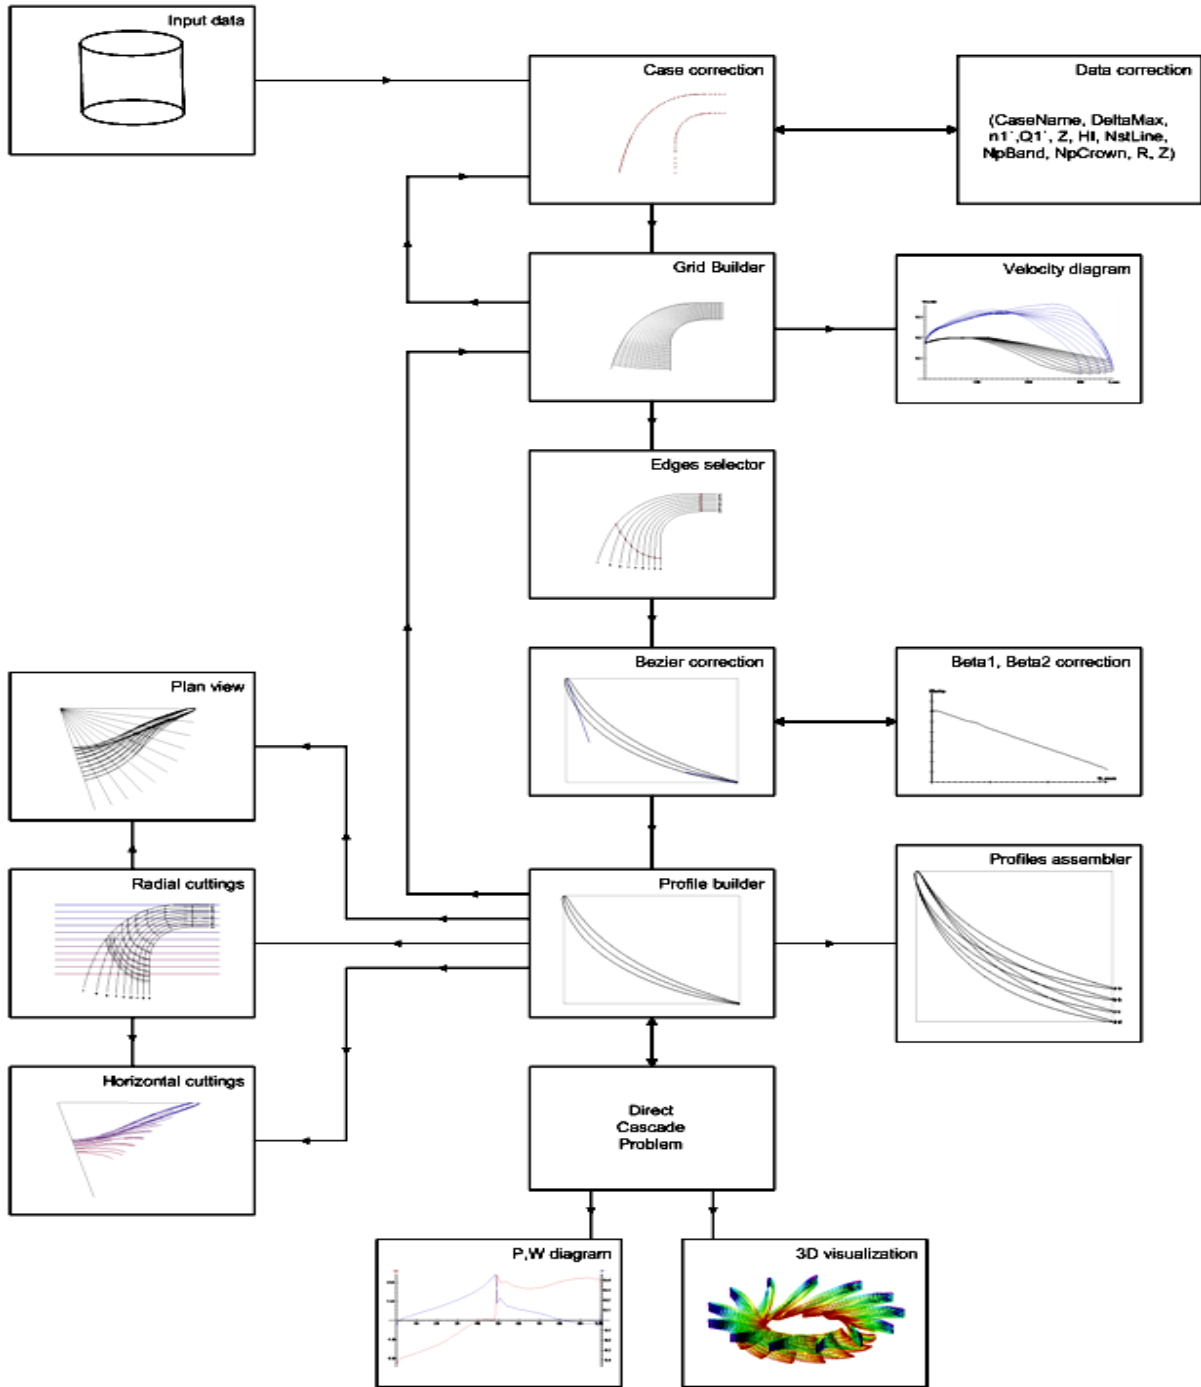 Input data
Case correction
Data correction
(CaseName, DeltaMax,
n1`,Q1`, Z, HI, NstLine,
NpBand, NpCrown, R, Z)
Grid Builder
Velocity diagram
Edges selector
Bezier correction
Beta1, Beta2 correction
Plan view
Radial cuttings
Profile builder
Profiles assembler
Horizontal cuttings
Direct
Cascade
Problem
P,W diagram
3D visualization